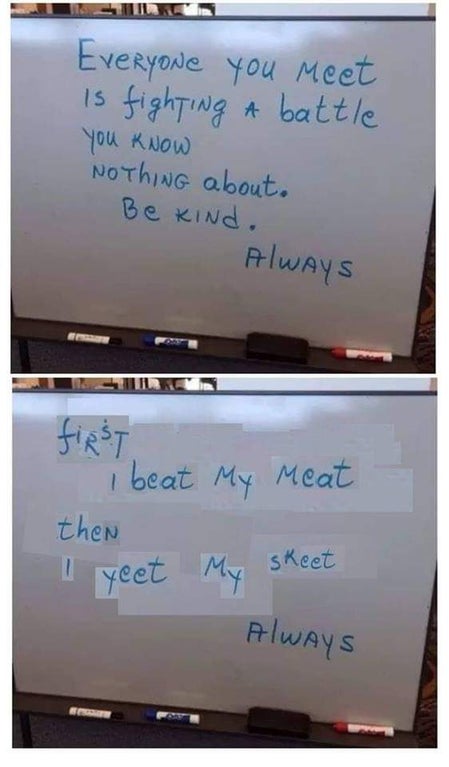 EVERYONE YOU MEET
IS fighTING A battle
YOU KNOW
NOThING about.
BE KIND.
AlWAYS
fiRST
I beat MY Meat
theN
I yeet MY sKeet
AlWAYS